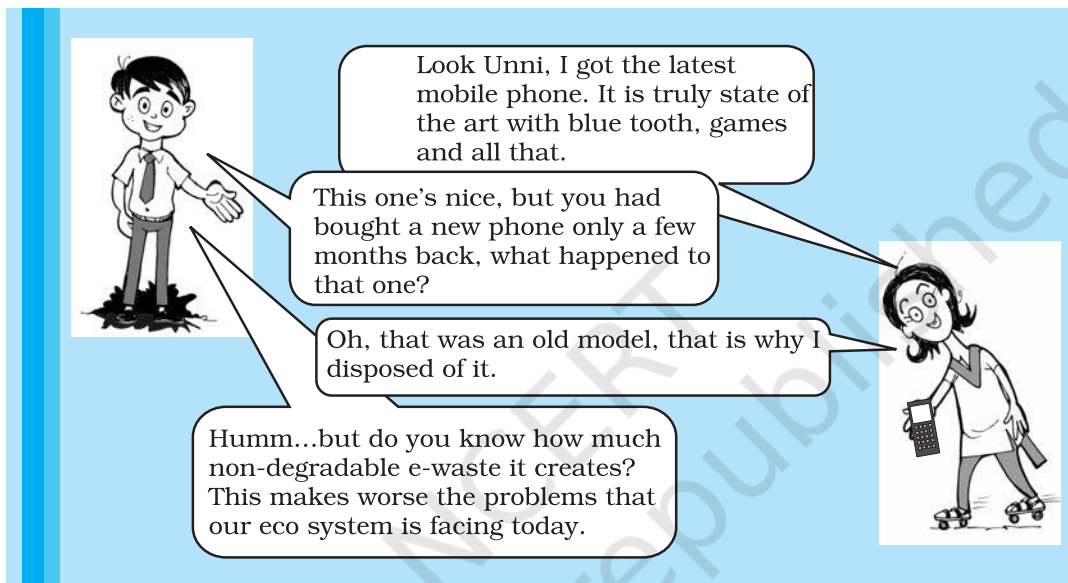 Look Unni, I got the latest
mobile phone. It is truly state of
the art with blue tooth, games
and all that.
This one's nice, but you had
bought a new phone only a few
months back, what happened to
that one?
Oh, that was an old model, that is why I
disposed of it.
Humm...but do you know how much
non-degradable e-waste it creates?
This makes worse the problems that
our eco system is facing today.
NCERT
republished